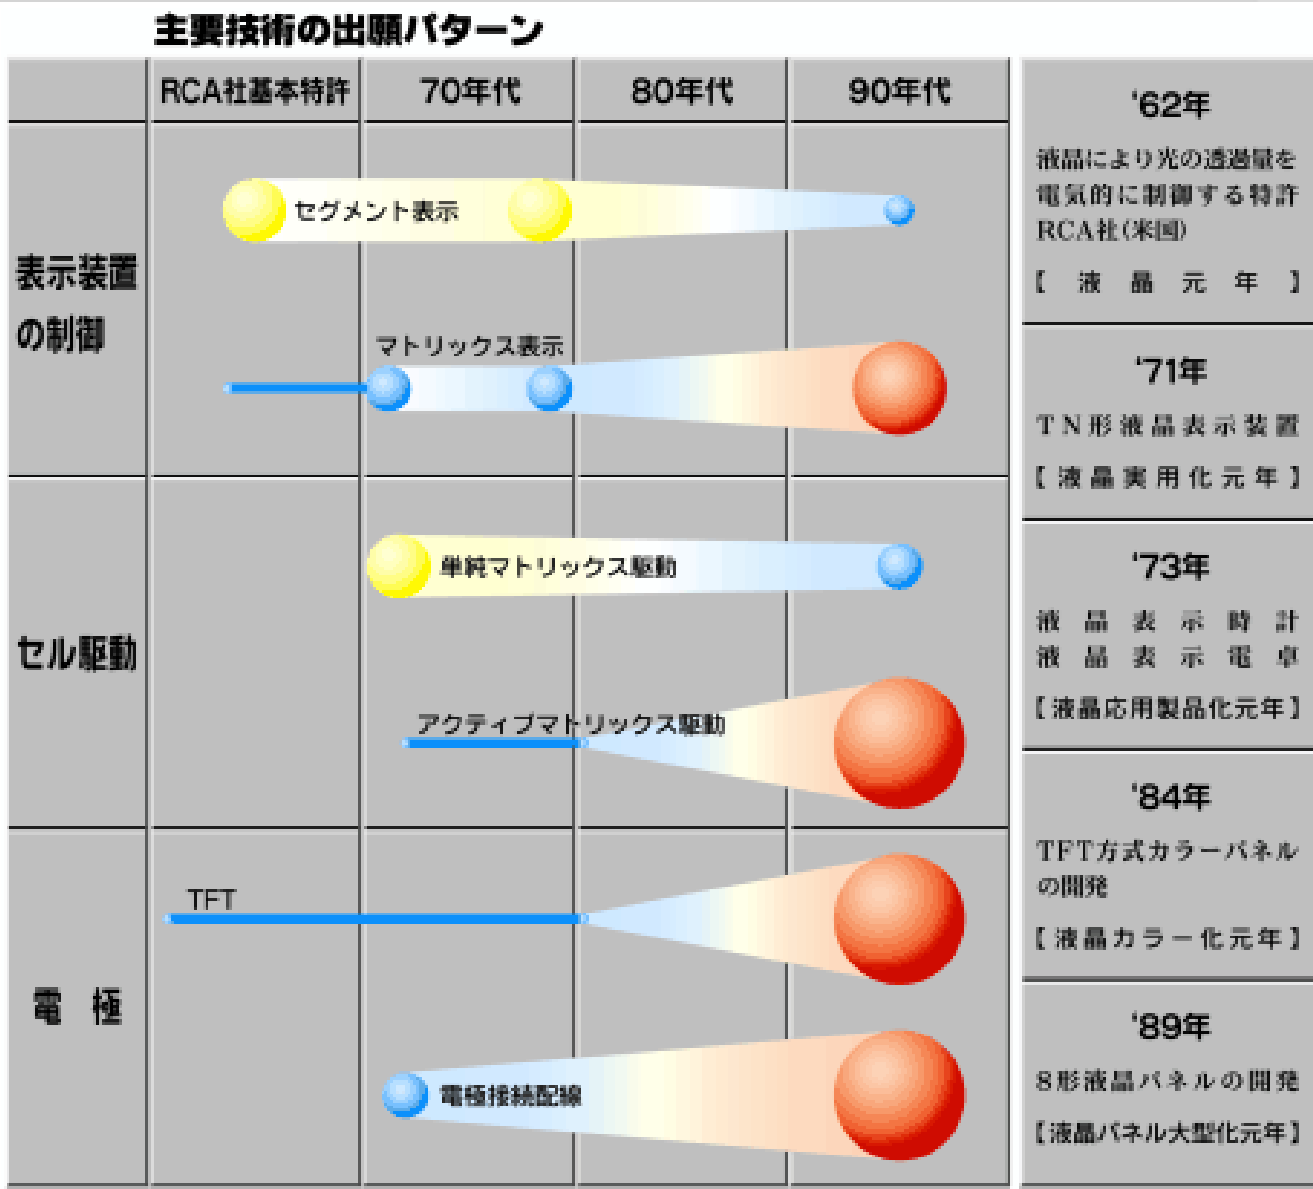 主要技術の出願パターン
RCA社基本特許 70年代 80年代 90年代
表示装置
の制御
セグメント表示
マトリックス表示
セル駆動
単純マトリックス駆動
アクティブマトリックス駆動
電 極
TFT
電極接続配線
'62年
液晶により光の透過量を
電気的に制御する特許
RCA社(米国)
【液晶元年】
'71年
TN形液晶表示装置
【液晶実用化元年】
'73年
液晶表示時計
液晶表示電卓
【液晶応用製品化元年】
'84年
TFT方式カラーパネル
の開発
【液晶カラー化元年】
'89年
8形液晶パネルの開発
【液晶パネル大型化元年】